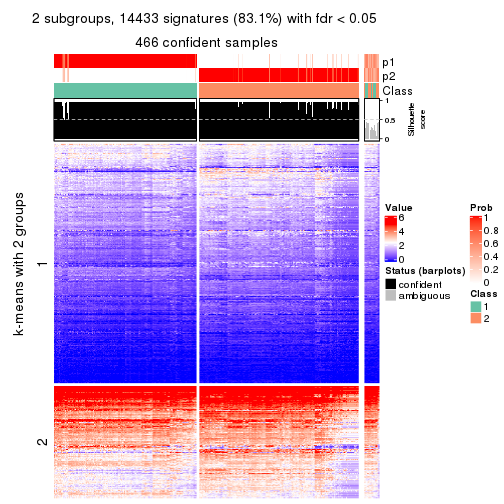 2 subgroups, 14433 signatures (83.1%) with fdr < 0.05
466 confident samples
p1
p2
Class
1
0.5
0
Silhouette
score
k-means with 2 groups
1
2
Value
6
4
2
0
Status (barplots)
confident
ambiguous
Prob
1
0.8
0.6
0.4
0.2
0
Class
1
2